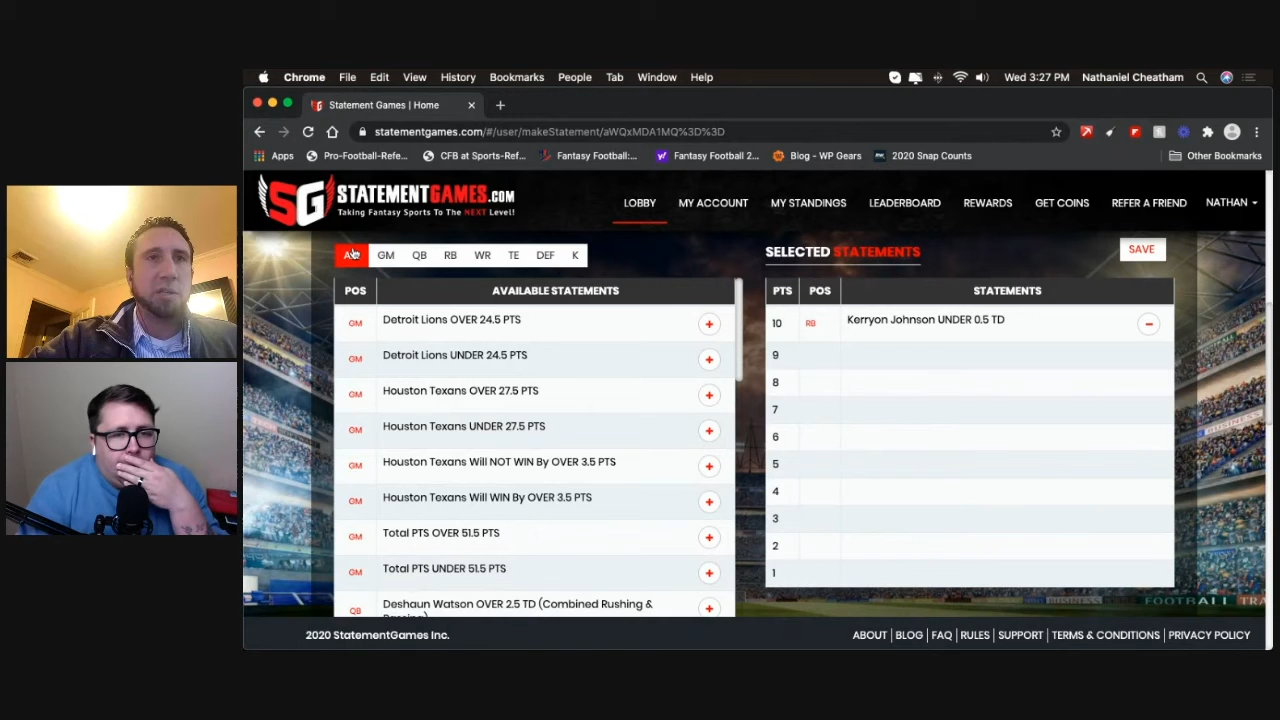 Chrome File Edit View History Bookmarks People Tab Window Help Wed 3:27 PM Nathaniel Cheatham
Statement Games | Home
statementgames.com/#/user/makeStatement/aWQxMDA1MQ%3D%3D
Apps Pro-Football-Refe... CFB at Sports-Ref... Fantasy Football:... Fantasy Football 2... Blog - WP Gears 2020 Snap Counts Other Bookmarks
SG STATEMENTGAMES.COM
Taking Fantasy Sports To The NEXT Level!
LOBBY MY ACCOUNT MY STANDINGS LEADERBOARD REWARDS GET COINS REFER A FRIEND NATHAN
GM QB RB WR TE DEF K
SELECTED STATEMENTS SAVE
POS AVAILABLE STATEMENTS
GM Detroit Lions OVER 24.5 PTS
GM Detroit Lions UNDER 24.5 PTS
GM Houston Texans OVER 27.5 PTS
GM Houston Texans UNDER 27.5 PTS
GM Houston Texans Will NOT WIN By OVER 3.5 PTS
GM Houston Texans Will WIN By OVER 3.5 PTS
GM Total PTS OVER 51.5 PTS
GM Total PTS UNDER 51.5 PTS
QB Deshaun Watson OVER 2.5 TD (Combined Rushing &
PTS POS STATEMENTS
10 RB Kerryon Johnson UNDER 0.5 TD
9
8
7
6
5
4
3
2
1
BUSINESS FOOTBALL
2020 StatementGames Inc.
ABOUT | BLOG | FAQ | RULES | SUPPORT | TERMS & CONDITIONS | PRIVACY POLICY